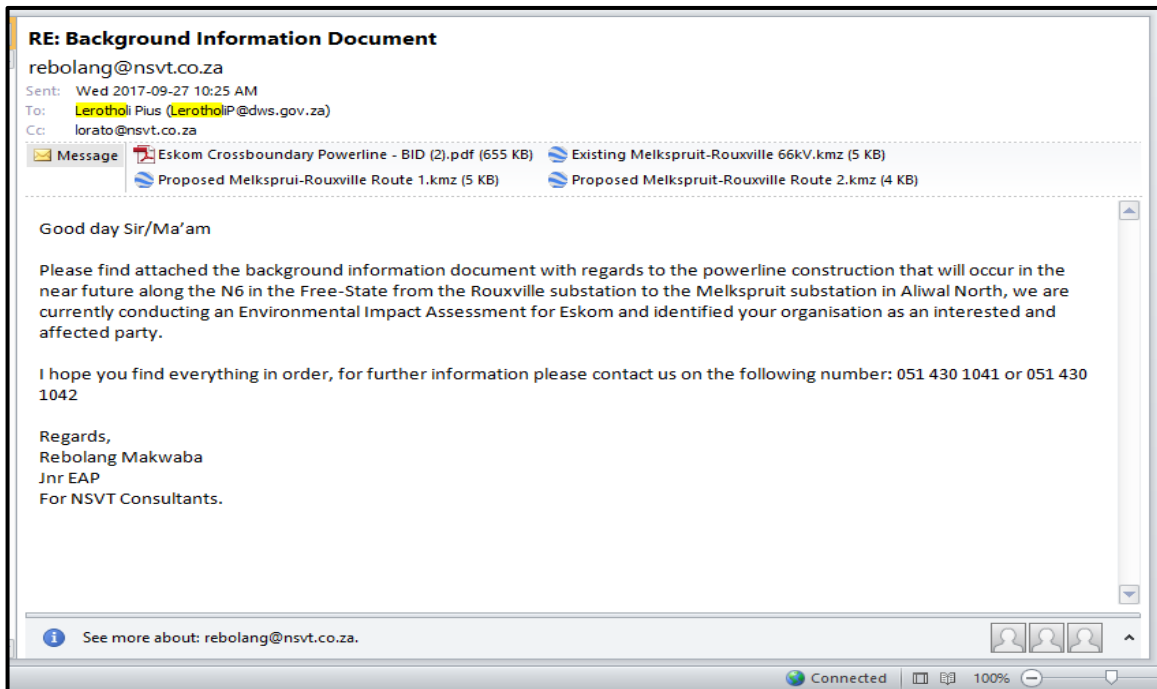 RE: Background Information Document
rebolang@nsvt.co.za
Sent: Wed 2017-09-27 10:25 AM
To: Lerotholi Pius (LerotholiP@dws.gov.za)
Cc: lorato@nsvt.co.za
Message Eskom Crossboundary Powerline - BID (2).pdf (655 KB) Existing Melkspruit-Rouxville 66kV.kmz (5 KB)
Proposed Melksprui-Rouxville Route 1.kmz (5 KB) Proposed Melkspruit-Rouxville Route 2.kmz (4 KB)
Good day Sir/Ma'am
Please find attached the background information document with regards to the powerline construction that will occur in the
near future along the N6 in the Free-State from the Rouxville substation to the Melkspruit substation in Aliwal North, we are
currently conducting an Environmental Impact Assessment for Eskom and identified your organisation as an interested and
affected party.
I hope you find everything in order, for further information please contact us on the following number: 051 430 1041 or 051 430
1042
Regards,
Rebolang Makwaba
Jnr EAP
For NSVT Consultants.
See more about: rebolang@nsvt.co.za.
Connected 100%